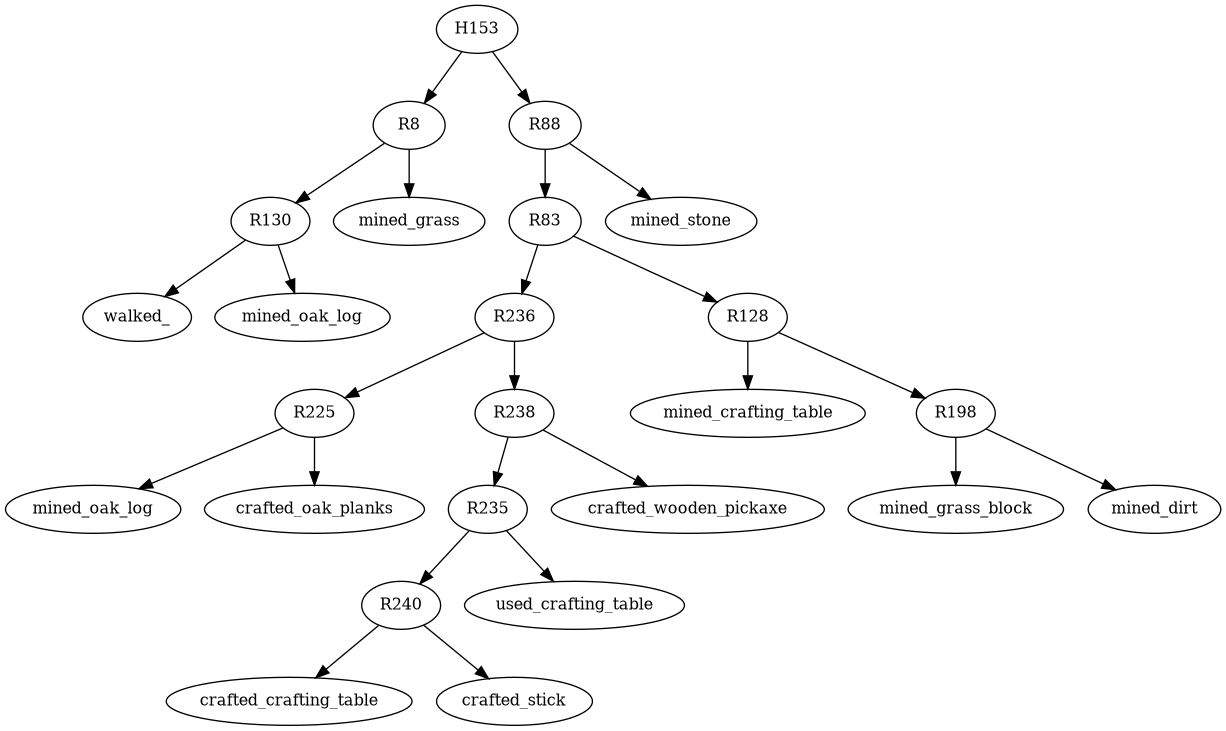 H153
R8
R88
R130
mined_grass
R83
mined_stone
walked_
mined_oak_log
R236
R128
R225
R238
mined_crafting_table
R198
mined_oak_log
crafted_oak_planks
R235
crafted_wooden_pickaxe
mined_grass_block
mined_dirt
R240
used_crafting_table
crafted_crafting_table
crafted_stick